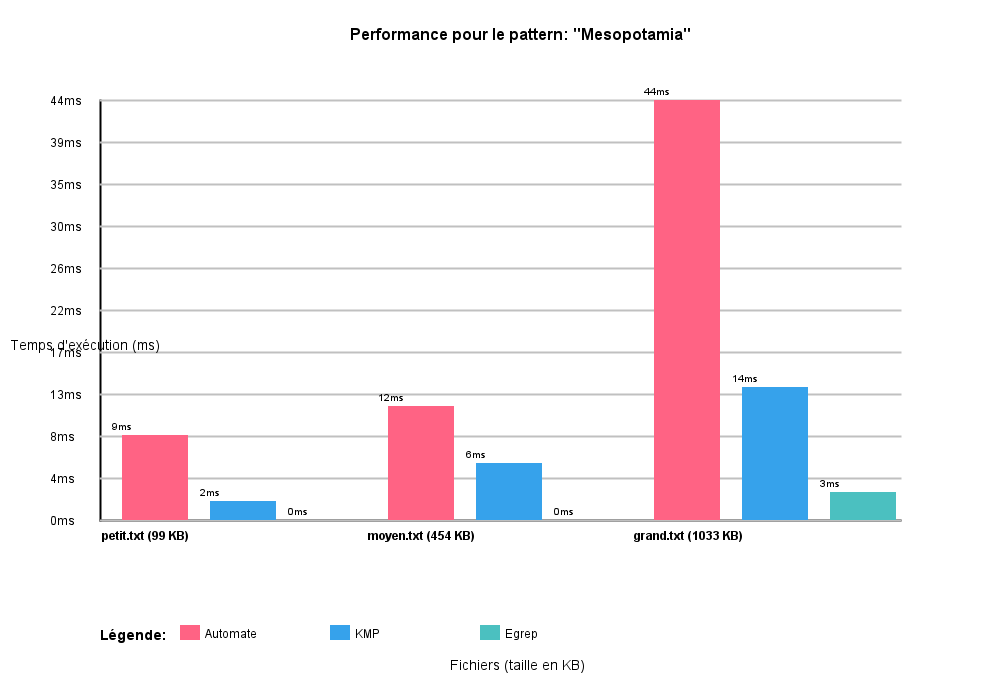 Performance pour le pattern: "Mesopotamia"
44ms
44ms
39ms
35ms
30ms
26ms
22ms
Temps d'exécution (ms)
17ms
13ms
14ms
12ms
9ms
8ms
6ms
4ms
3ms
2ms
0ms
0ms
0ms
petit.txt (99 KB)
moyen.txt (454 KB)
grand.txt (1033 KB)
Légende:
Automate
KMP
Egrep
Fichiers (taille en KB)